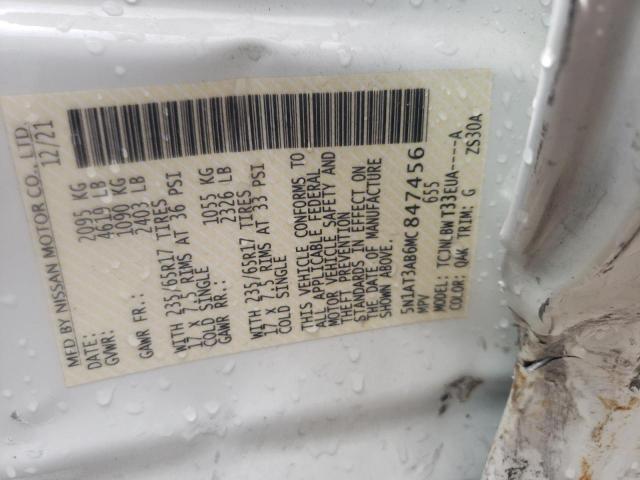 MFD BY NISSAN MOTOR CO., LTD.
DATE: 12/21
GVWR: 2095 KG
4619 LB
GAWR FR.: 1090 KG
2403 LB
WITH 235/65R17 TIRES
17 X 7.5 RIMS AT 36 PSI
COLD SINGLE
GAWR RR.: 1055 KG
2326 LB
WITH 235/65R17 TIRES
17 X 7.5 RIMS AT 33 PSI
COLD SINGLE
THIS VEHICLE CONFORMS TO
ALL APPLICABLE FEDERAL
MOTOR VEHICLE SAFETY AND
THEFT PREVENTION
STANDARDS IN EFFECT ON
THE DATE OF MANUFACTURE
SHOWN ABOVE.
5N1AT3AB6MC 847456
MPV 655
MODEL: TCJNLBW T33EUA----A
COLOR: QAK TRIM: G ZS30A